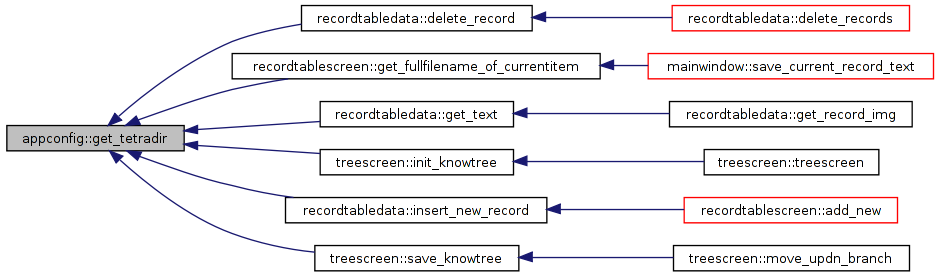 recordtabledata::delete_record
recordtabledata::delete_records
recordtablescreen::get_fullfilename_of_currentitem
mainwindow::save_current_record_text
recordtabledata::get_text
recordtabledata::get_record_img
appconfig::get_tetradir
treescreen::init_knowtree
treescreen::treescreen
recordtabledata::insert_new_record
recordtablescreen::add_new
treescreen::save_knowtree
treescreen::move_updn_branch